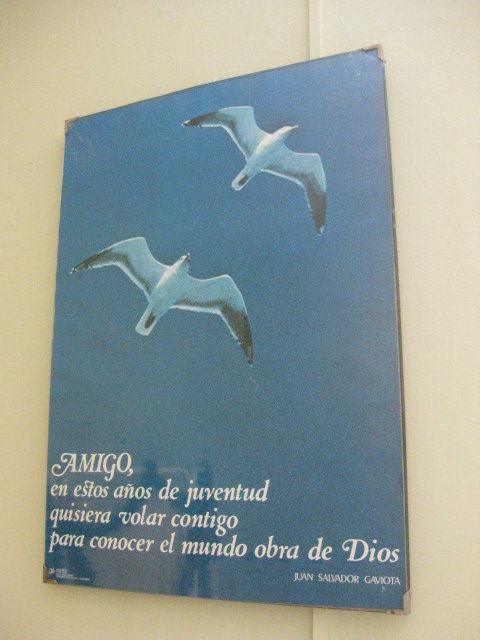 AMIGO,
en estos años de juventud
quisiera volar contigo
para conocer el mundo obra de Dios
JUAN SALVADOR GAVIOTA